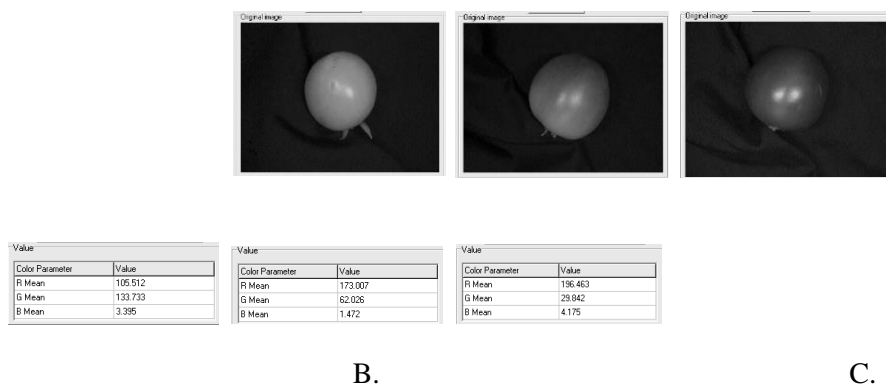 Original image
Original image
Original image
Value
Color Parameter Value
R Mean 105.512
G Mean 133.733
B Mean 3.395
Value
Color Parameter Value
R Mean 173.007
G Mean 62.026
B Mean 1.472
Value
Color Parameter Value
R Mean 196.463
G Mean 29.842
B Mean 4.175
B.
C.